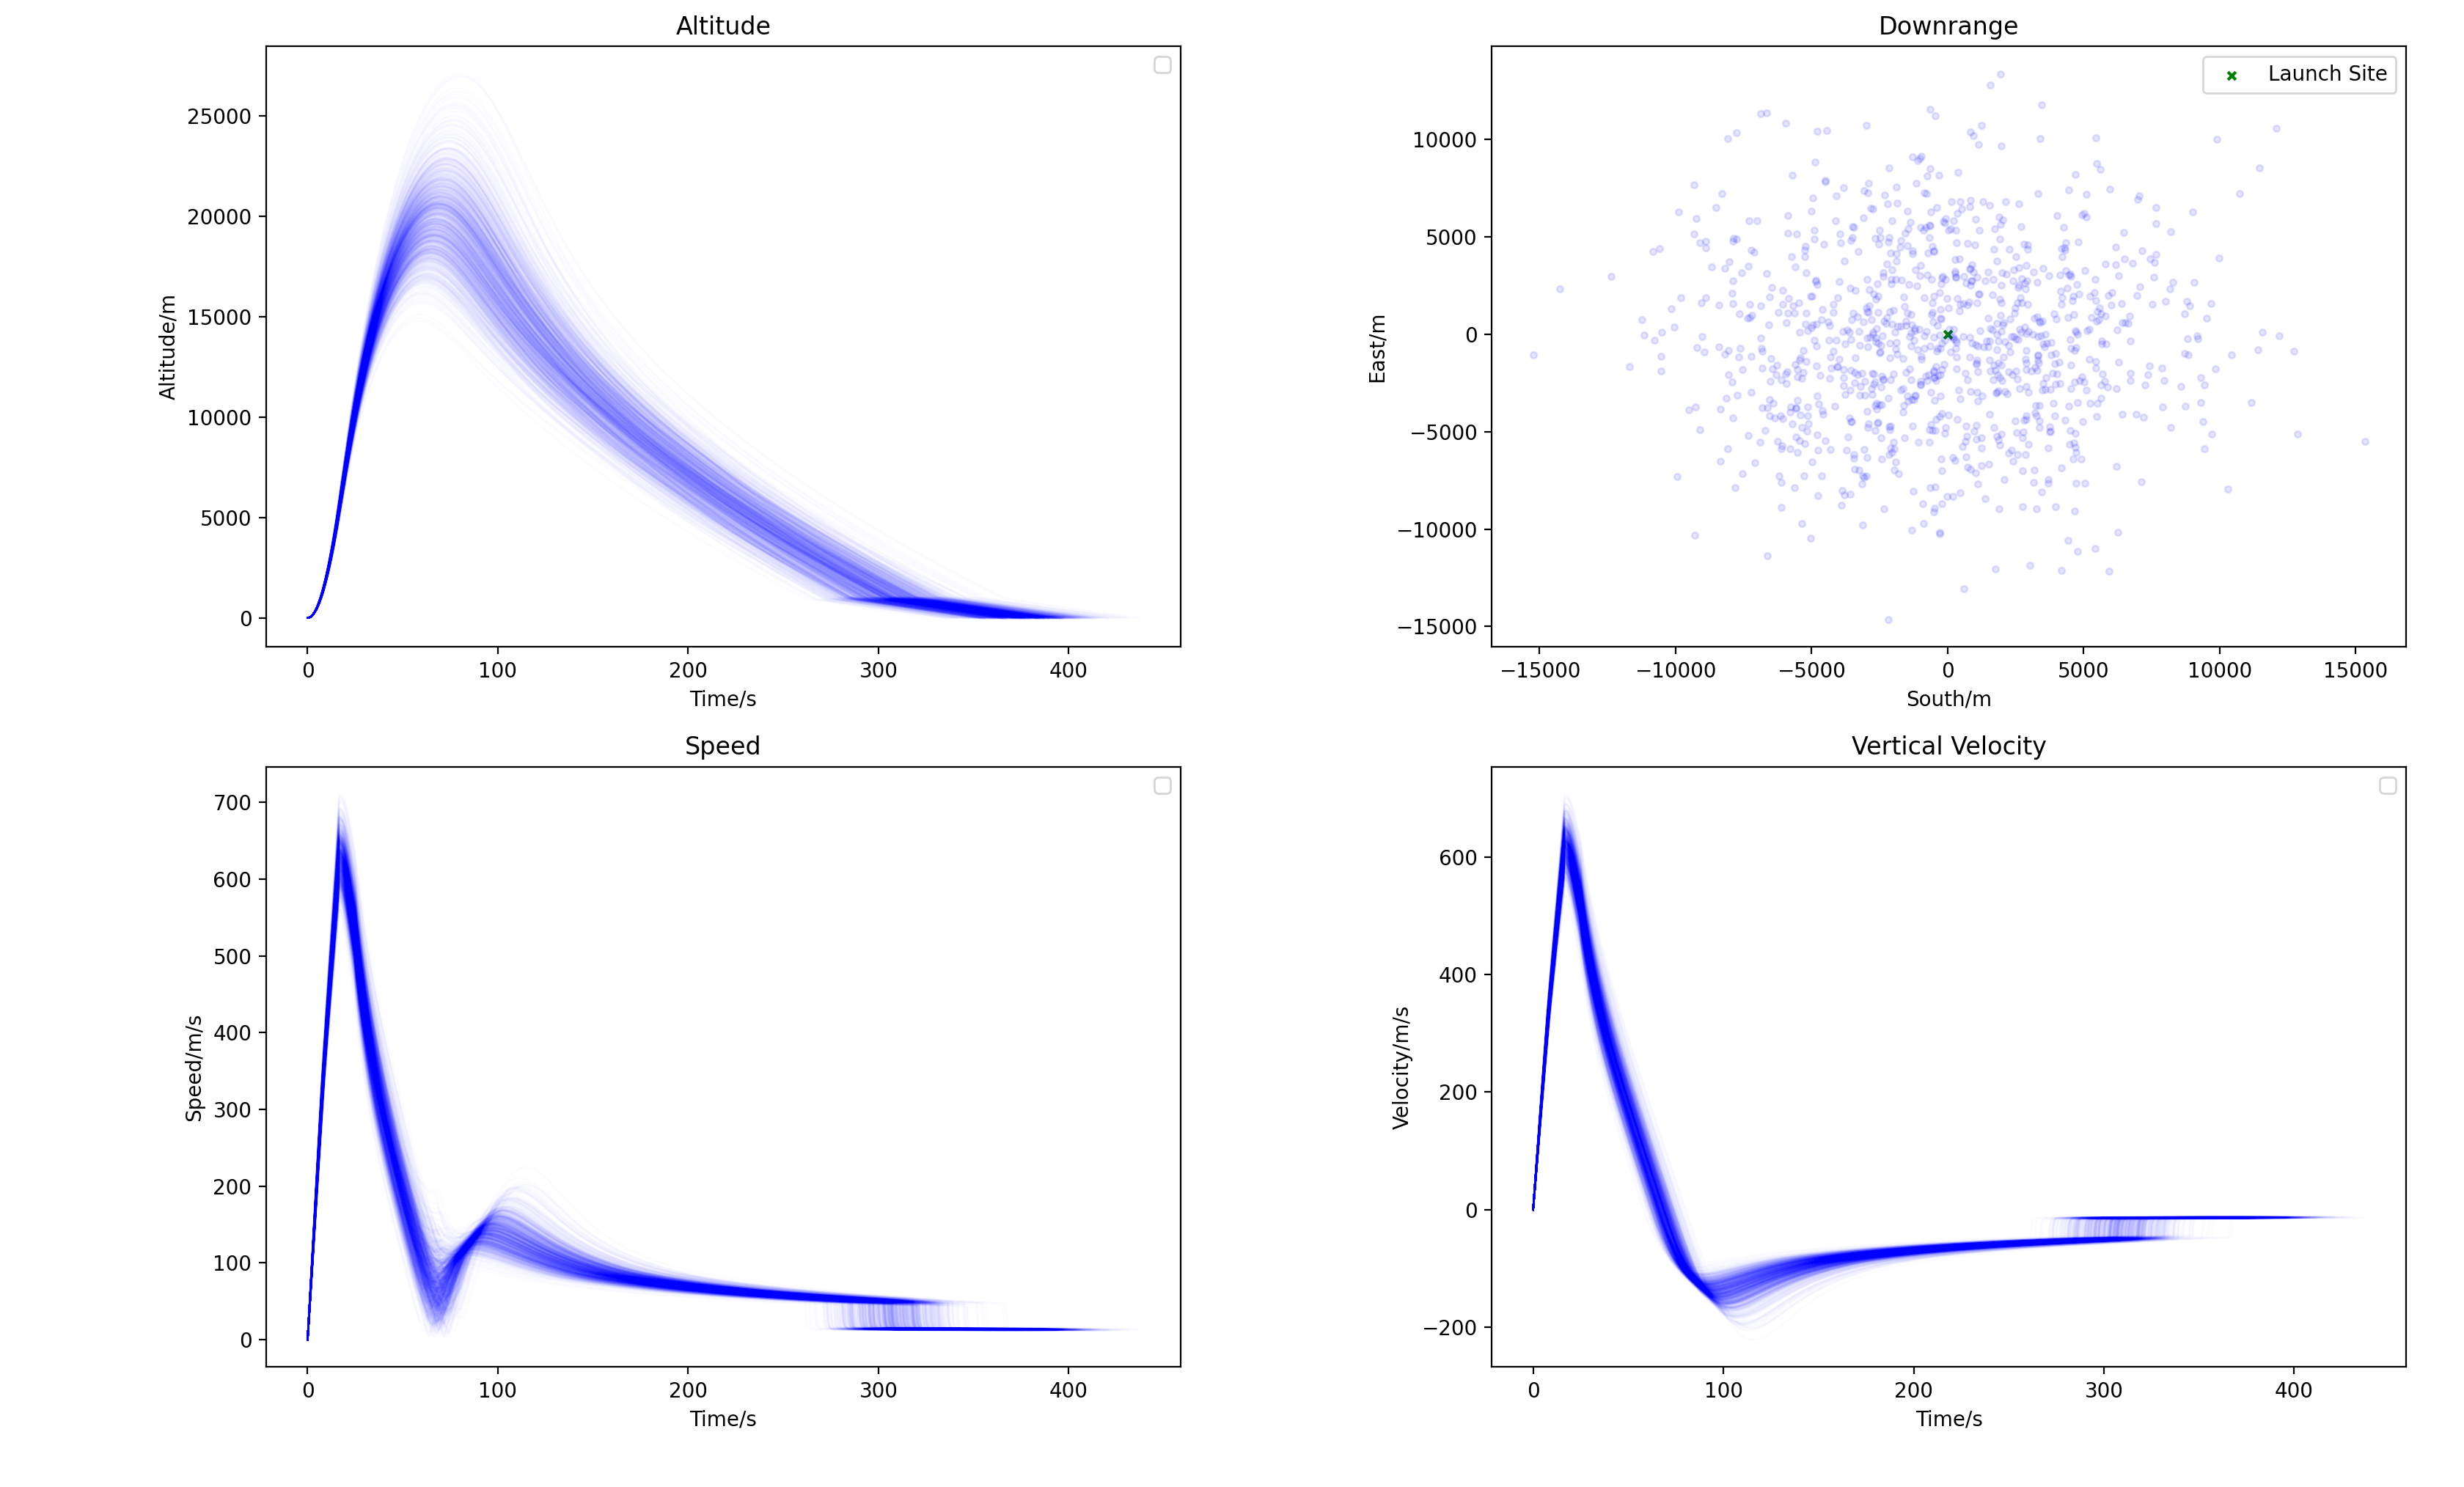 Altitude
Altitude/m
25000
20000
15000
10000
5000
0
0 100 200 300 400
Time/s
Downrange
Launch Site
East/m
10000
5000
0
−5000
−10000
−15000
−15000 −10000 −5000 0 5000 10000 15000
South/m
Speed
Speed/m/s
700
600
500
400
300
200
100
0
0 100 200 300 400
Time/s
Vertical Velocity
Velocity/m/s
600
400
200
0
−200
0 100 200 300 400
Time/s